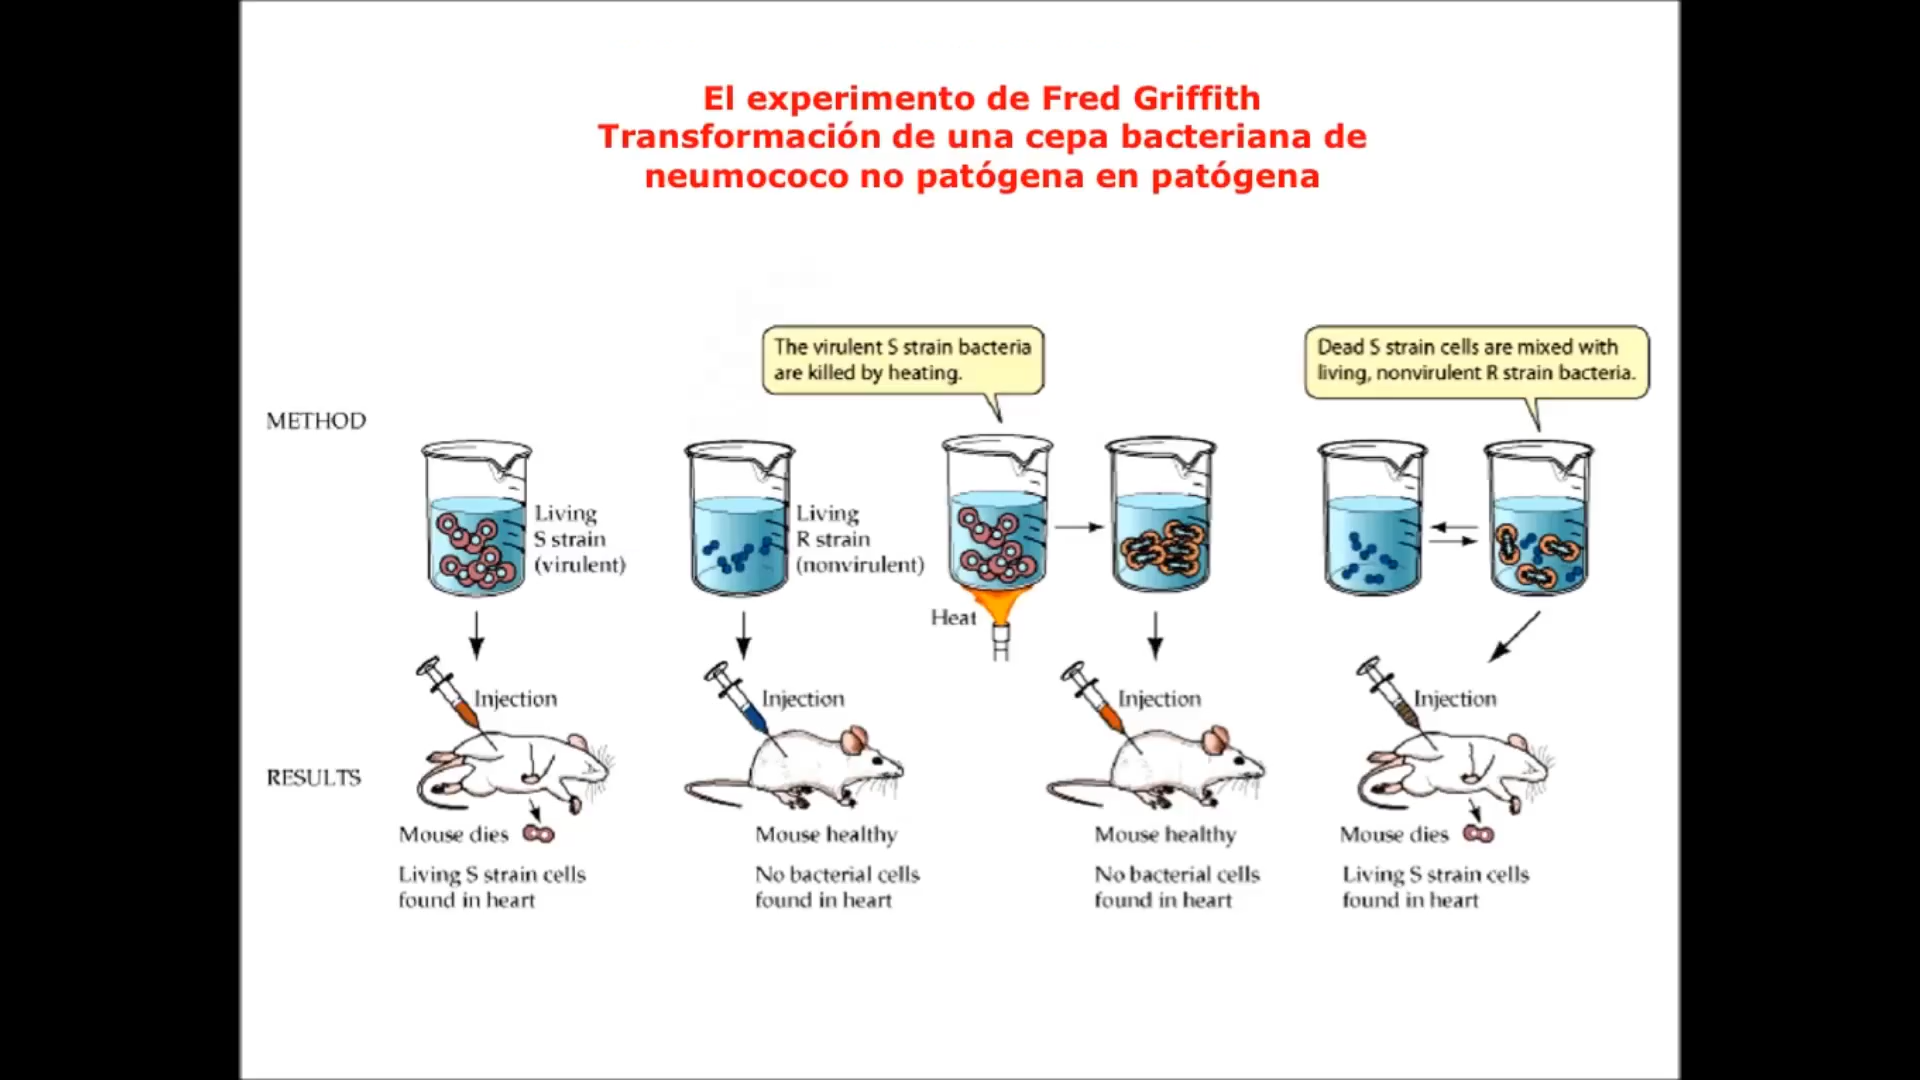 El experimento de Fred Griffith
Transformación de una cepa bacteriana de
neumococo no patógena en patógena
The virulent S strain bacteria
are killed by heating.
Dead S strain cells are mixed with
living, nonvirulent R strain bacteria.
METHOD
Living
S strain
(virulent)
Living
R strain
(nonvirulent)
Heat
Injection
Injection
Injection
Injection
RESULTS
Mouse dies
Living S strain cells
found in heart
Mouse healthy
No bacterial cells
found in heart
Mouse healthy
No bacterial cells
found in heart
Mouse dies
Living S strain cells
found in heart